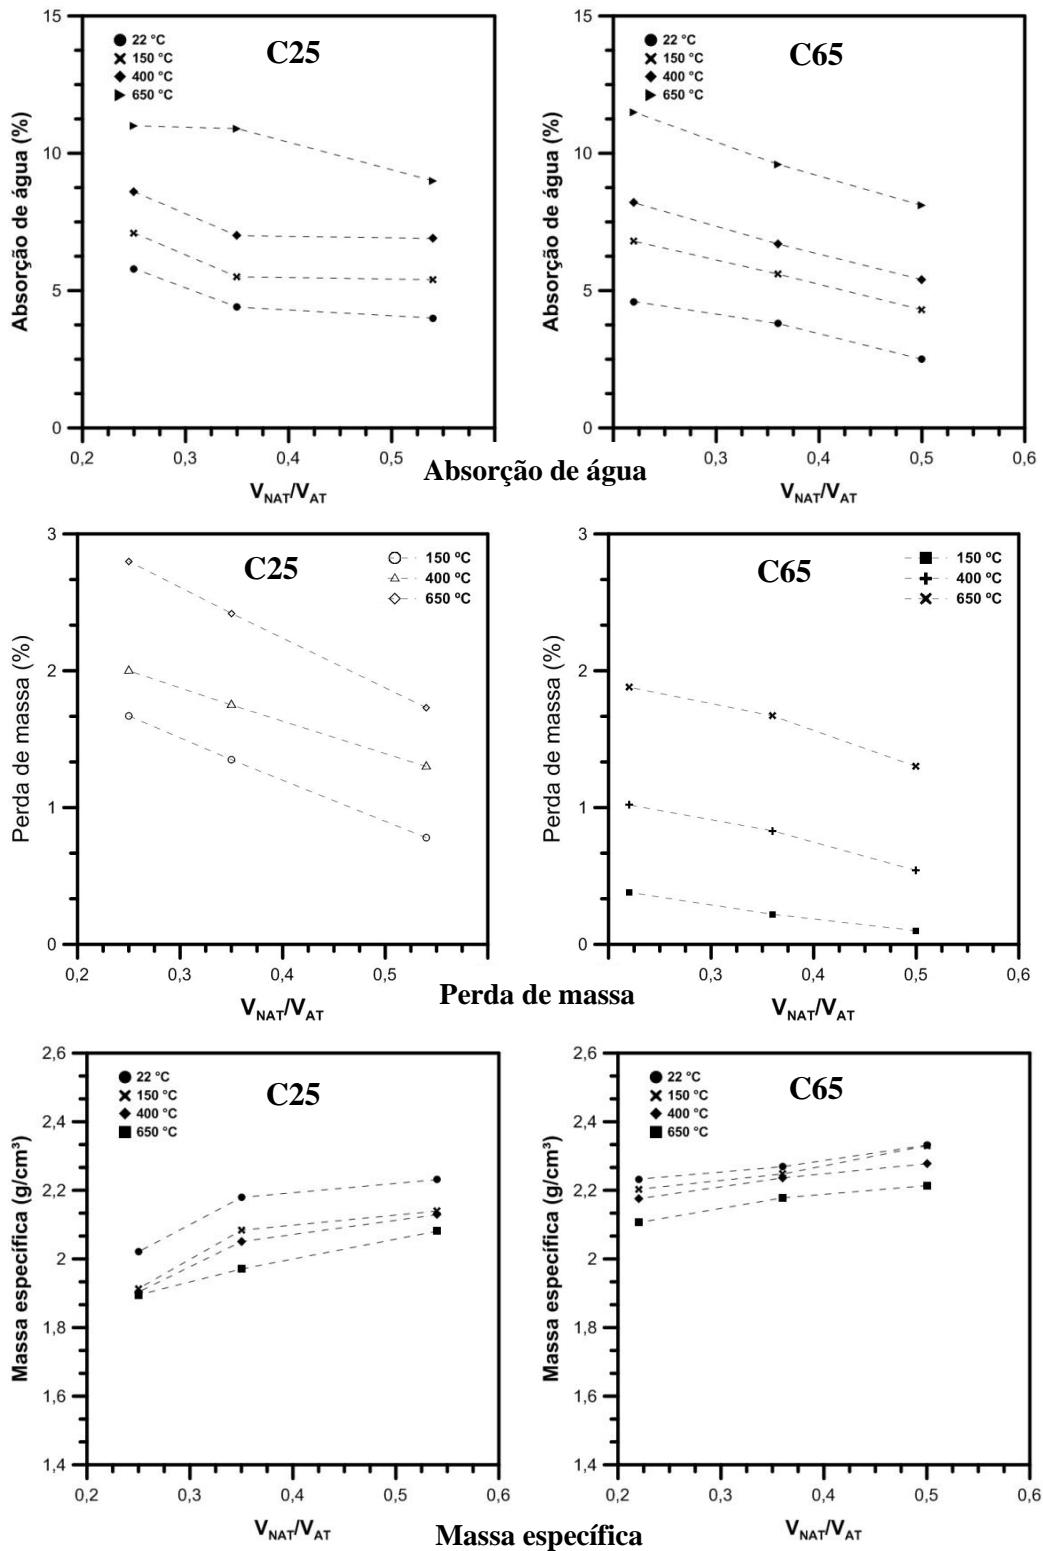 15
10
5
0
Absorção de água (%)
22 °C
150 °C
400 °C
650 °C
C25
0,2
0,3
0,4
0,5
V_NAT/V_AT
15
10
5
0
Absorção de água (%)
22 °C
150 °C
400 °C
650 °C
C65
0,3
0,4
0,5
0,6
V_NAT/V_AT
Absorção de água
3
2
1
0
Perda de massa (%)
C25
150 ºC
400 ºC
650 ºC
0,2
0,3
0,4
0,5
V_NAT/V_AT
3
2
1
0
Perda de massa (%)
C65
150 ºC
400 ºC
650 ºC
0,3
0,4
0,5
0,6
V_NAT/V_AT
Perda de massa
2,6
2,4
2,2
2
1,8
1,6
1,4
Massa específica (g/cm³)
22 °C
150 °C
400 °C
650 °C
C25
0,2
0,3
0,4
0,5
0,6
V_NAT/V_AT
2,6
2,4
2,2
2
1,8
1,6
1,4
Massa específica (g/cm³)
22 °C
150 °C
400 °C
650 °C
C65
0,2
0,3
0,4
0,5
0,6
V_NAT/V_AT
Massa específica